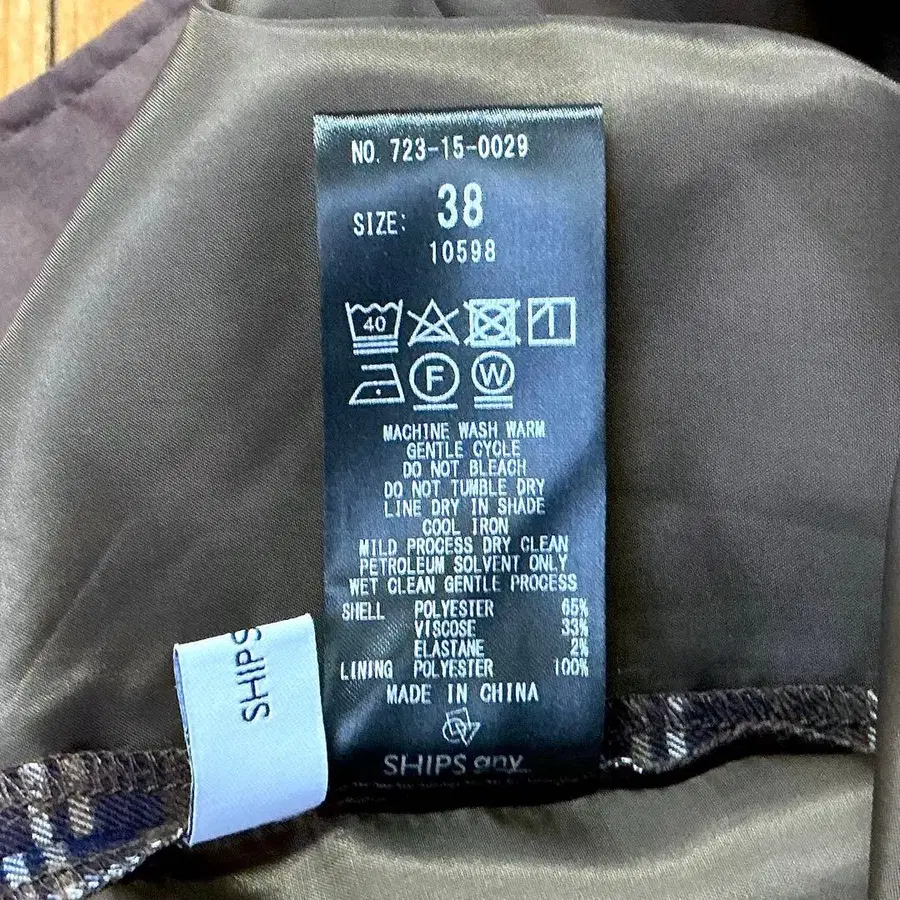 NO. 723-15-0029
SIZE: 38
10598
40
F W
MACHINE WASH WARM
GENTLE CYCLE
DO NOT BLEACH
DO NOT TUMBLE DRY
LINE DRY IN SHADE
COOL IRON
MILD PROCESS DRY CLEAN
PETROLEUM SOLVENT ONLY
WET CLEAN GENTLE PROCESS
SHELL POLYESTER 65%
VISCOSE 33%
ELASTANE 2%
LINING POLYESTER 100%
MADE IN CHINA
SHIPS any
SHIPS